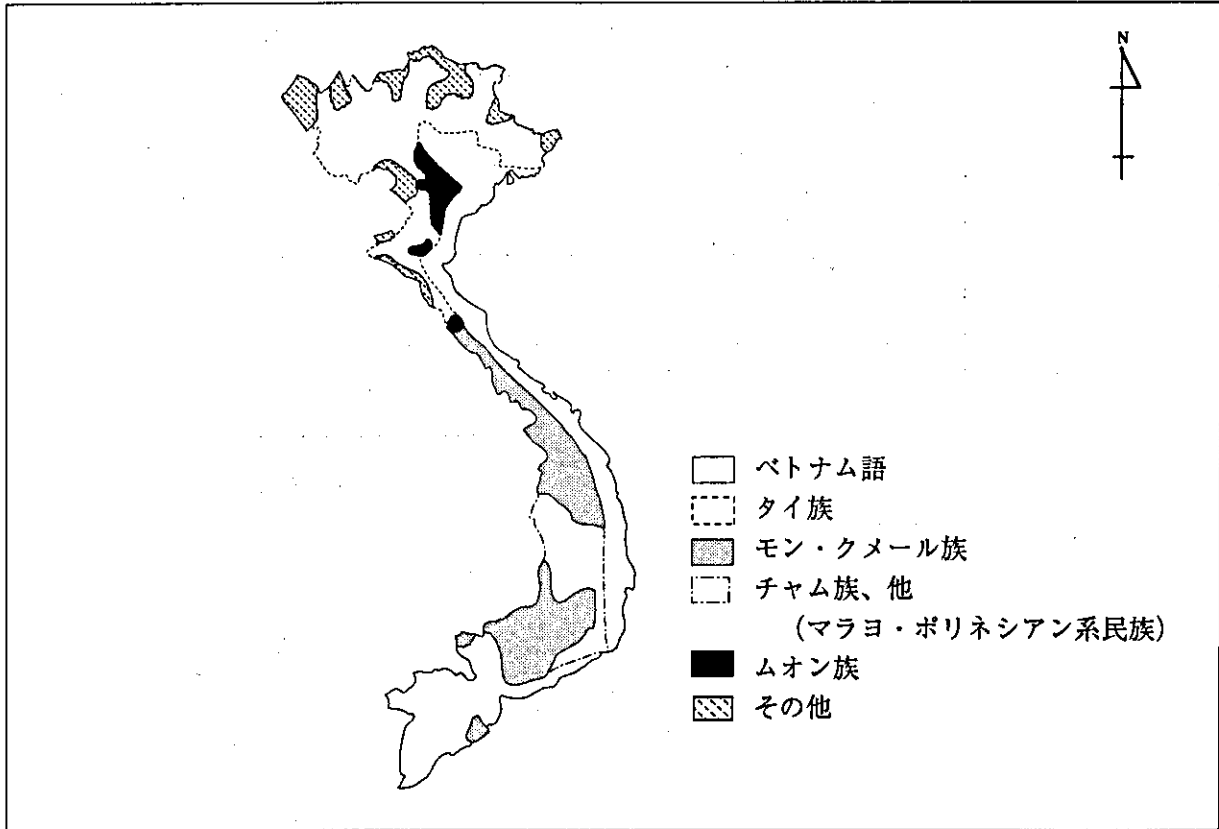 N
ベトナム語
タイ族
モン・クメール族
チャム族、他
(マラヨ・ポリネシアン系民族)
ムオン族
その他